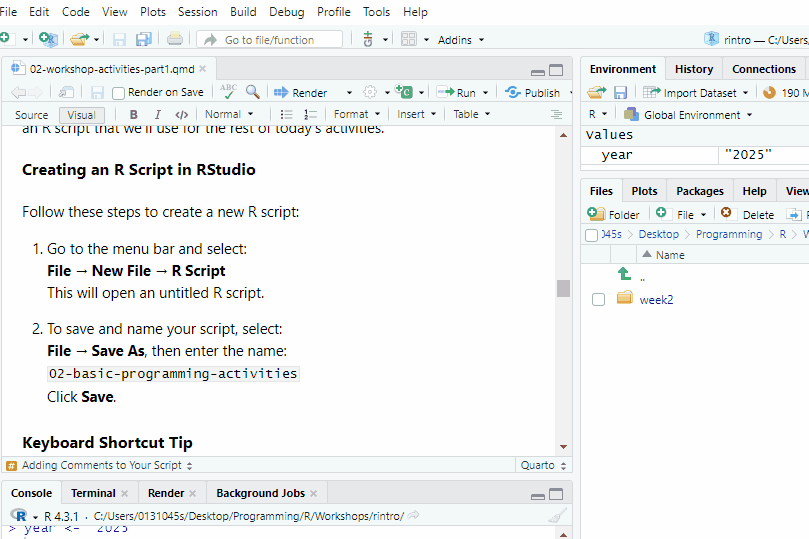 File Edit Code View Plots Session Build Debug Profile Tools Help
Go to file/function Addins rintro — C:/Users,
02-workshop-activities-part1.qmd
Render on Save ABC Render Run Publish
Source Visual B I </> Normal Format Insert Table
an R script that we'll use for the rest of today's activities.
Creating an R Script in RStudio
Follow these steps to create a new R script:
1. Go to the menu bar and select:
File → New File → R Script
This will open an untitled R script.
2. To save and name your script, select:
File → Save As, then enter the name:
02-basic-programming-activities
Click Save.
Keyboard Shortcut Tip
# Adding Comments to Your Script Quarto
Console Terminal Render Background Jobs
R 4.3.1 · C:/Users/0131045s/Desktop/Programming/R/Workshops/rintro/
> year <- "2025"
Environment History Connections
Import Dataset 190 M
R Global Environment
values
year "2025"
Files Plots Packages Help View
Folder File Delete R
045s Desktop Programming R W
Name
..
week2